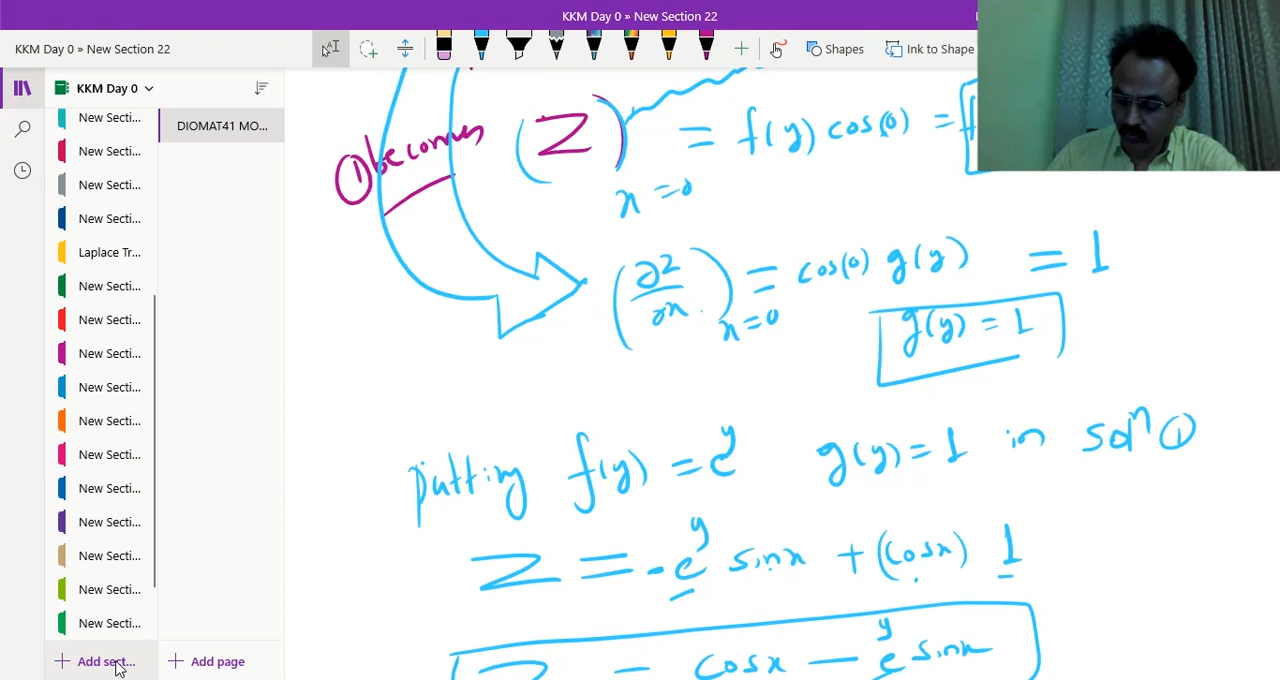 KKM Day 0 » New Section 22
KKM Day 0 » New Section 22
Shapes
Ink to Shape
KKM Day 0
New Secti...
DIOMAT41 MO...
New Secti...
New Secti...
New Secti...
Laplace Tr...
New Secti...
New Secti...
New Secti...
New Secti...
New Secti...
New Secti...
New Secti...
New Secti...
New Secti...
New Secti...
New Secti...
Add secti...
Add page
① becomes (Z)x=0 = f(y) cos(0) =
(∂z/∂x)x=0 = cos(0) g(y) = 1
g(y) = 1
putting f(y) = e^y g(y) = 1 in solⁿ ①
Z = -e^y sinx + (cosx) 1
Z = cosx - e^y sinx